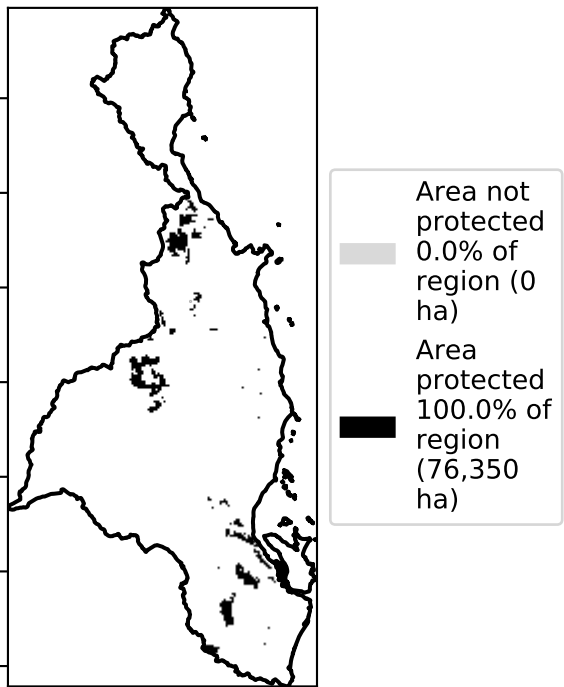 Area not
protected
0.0% of
region (0
ha)
Area
protected
100.0% of
region
(76,350
ha)